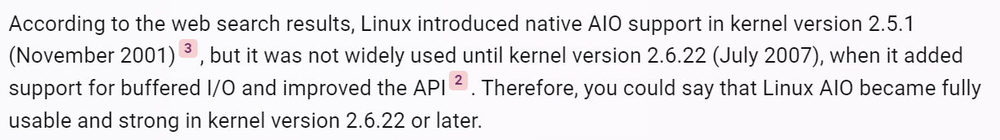 According to the web search results, Linux introduced native AIO support in kernel version 2.5.1
(November 2001) 3 , but it was not widely used until kernel version 2.6.22 (July 2007), when it added
support for buffered I/O and improved the API 2 . Therefore, you could say that Linux AIO became fully
usable and strong in kernel version 2.6.22 or later.